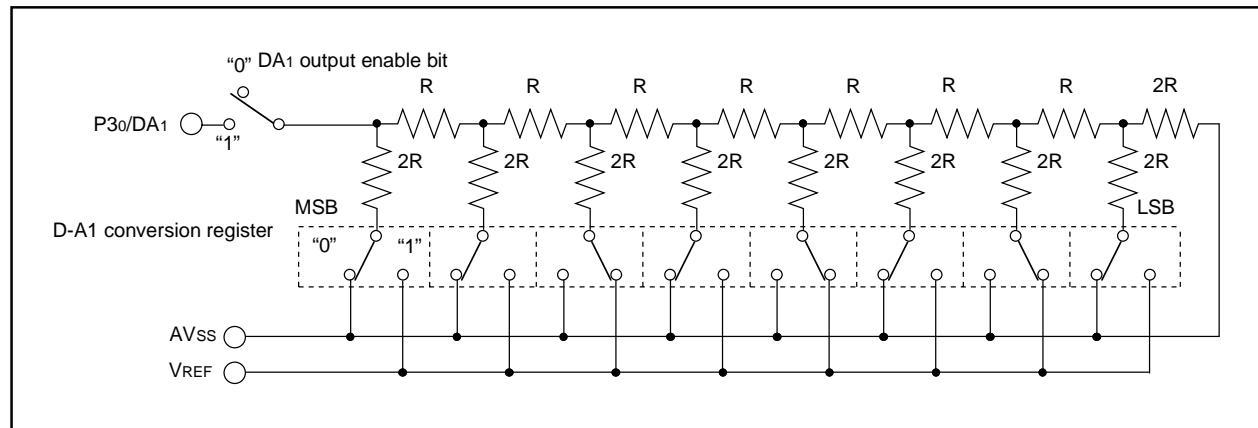 “0” DA1 output enable bit
R R R R R R R 2R
P30/DA1
“1”
2R 2R 2R 2R 2R 2R 2R 2R
MSB LSB
D-A1 conversion register
“0” “1”
AVSS
VREF